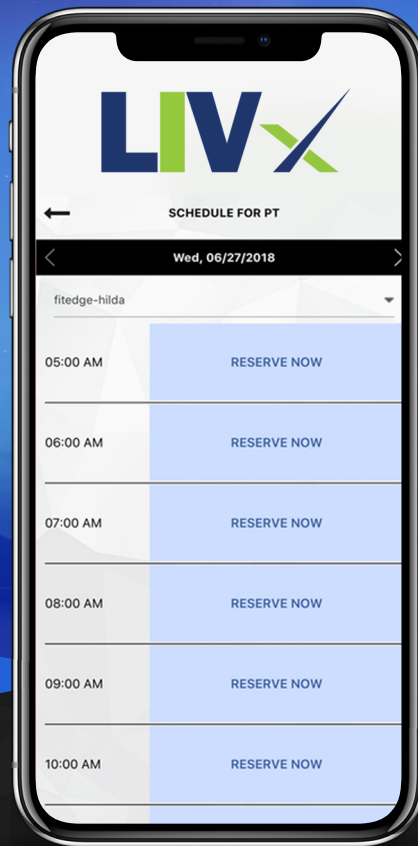 LIVX
SCHEDULE FOR PT
Wed, 06/27/2018
fitedge-hilda
05:00 AM RESERVE NOW
06:00 AM RESERVE NOW
07:00 AM RESERVE NOW
08:00 AM RESERVE NOW
09:00 AM RESERVE NOW
10:00 AM RESERVE NOW